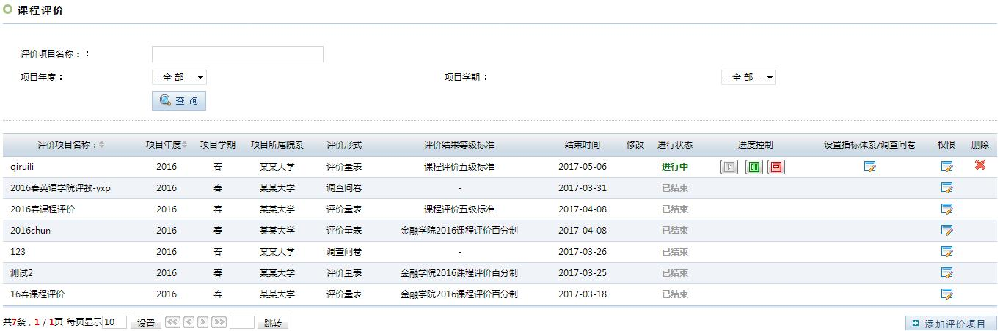 课程评价
评价项目名称：：
项目年度： --全 部-- 项目学期： --全 部--
查 询
评价项目名称： 项目年度 项目学期 项目所属院系 评价形式 评价结果等级标准 结束时间 修改 进行状态 进度控制 设置指标体系/调查问卷 权限 删除
qiruili 2016 春 某某大学 评价量表 课程评价五级标准 2017-05-06 进行中
2016春英语学院评教-yxp 2016 春 某某大学 调查问卷 - 2017-03-31 已结束
2016春课程评价 2016 春 某某大学 评价量表 课程评价五级标准 2017-04-08 已结束
2016chun 2016 春 某某大学 评价量表 金融学院2016课程评价百分制 2017-04-08 已结束
123 2016 春 某某大学 调查问卷 - 2017-03-26 已结束
测试2 2016 春 某某大学 评价量表 金融学院2016课程评价百分制 2017-03-25 已结束
16春课程评价 2016 春 某某大学 评价量表 金融学院2016课程评价百分制 2017-03-18 已结束
共7条，1 / 1页 每页显示10 设置 跳转 添加评价项目